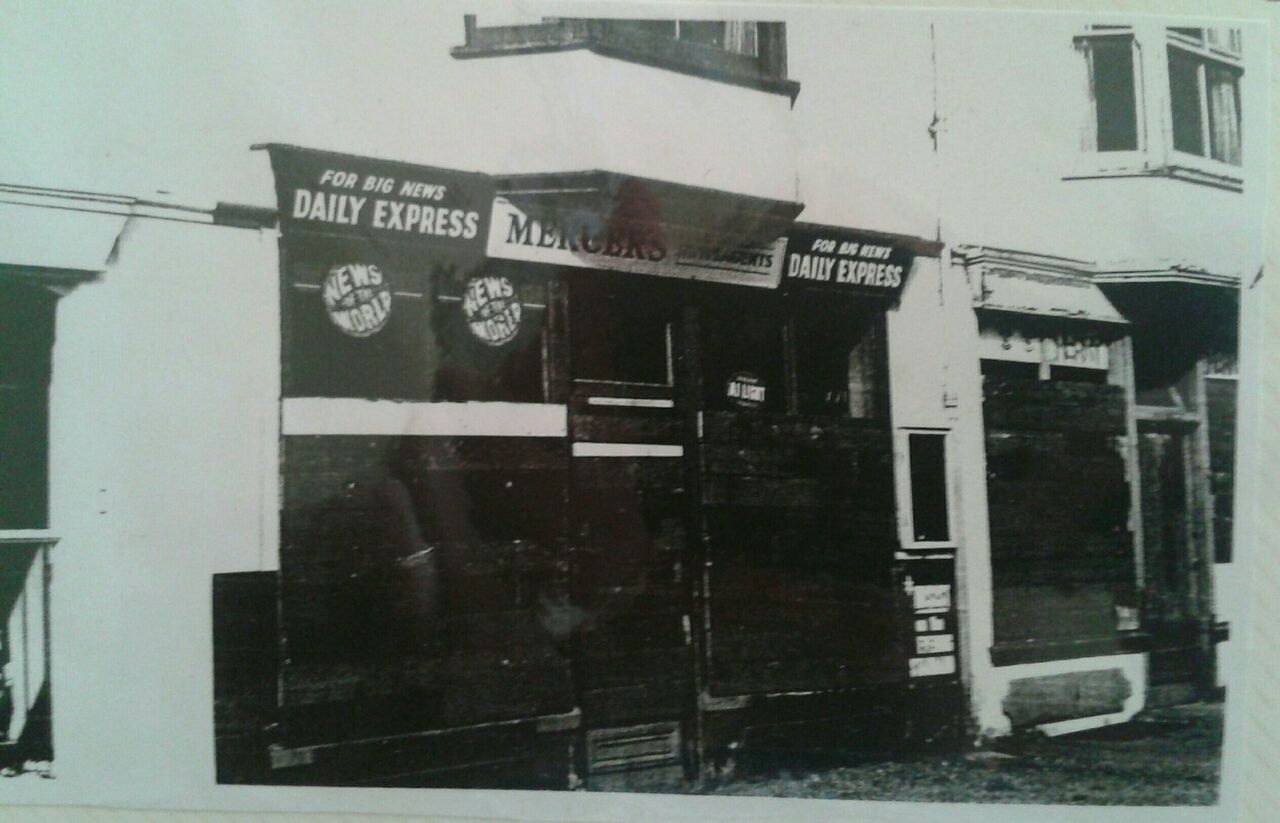 FOR BIG NEWS
DAILY EXPRESS
MERCERS NEWSAGENTS
FOR BIG NEWS
DAILY EXPRESS
NEWS
OF THE
WORLD
NEWS
OF THE
WORLD